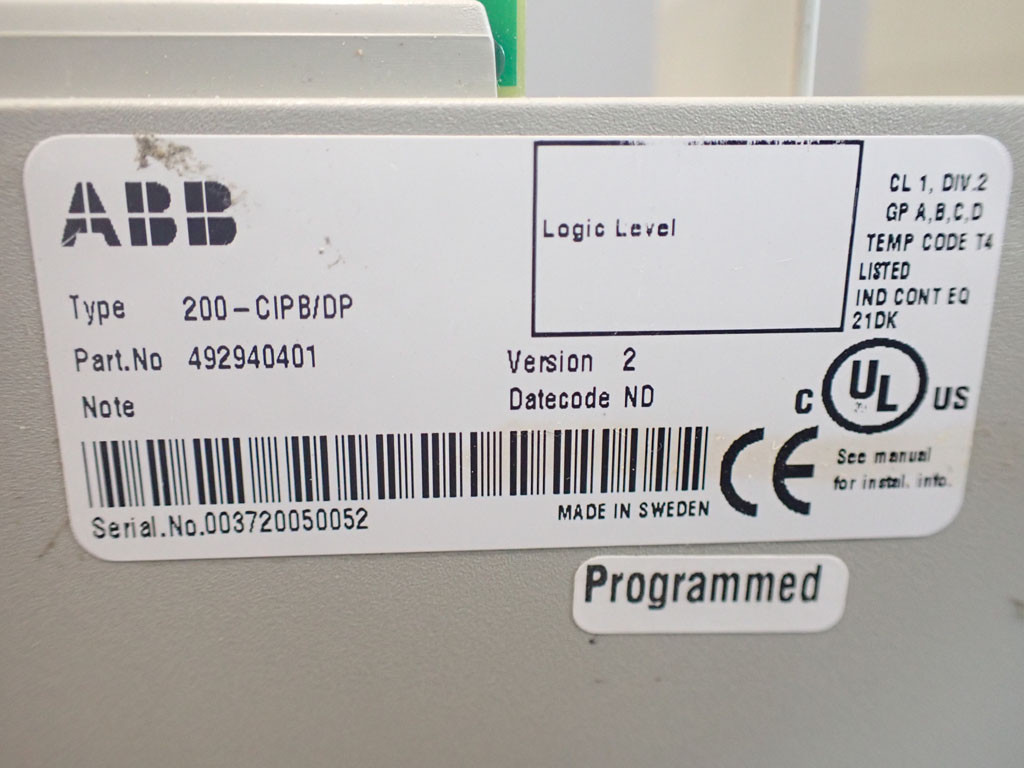 ABB
Logic Level
CL 1, DIV.2
GP A,B,C,D
TEMP CODE T4
LISTED
IND CONT EQ
21DK
Type 200-CIPB/DP
Part.No 492940401
Version 2
Note
Datecode ND
C UL US
CE
See manual
for instal. info.
Serial.No.003720050052
MADE IN SWEDEN
Programmed